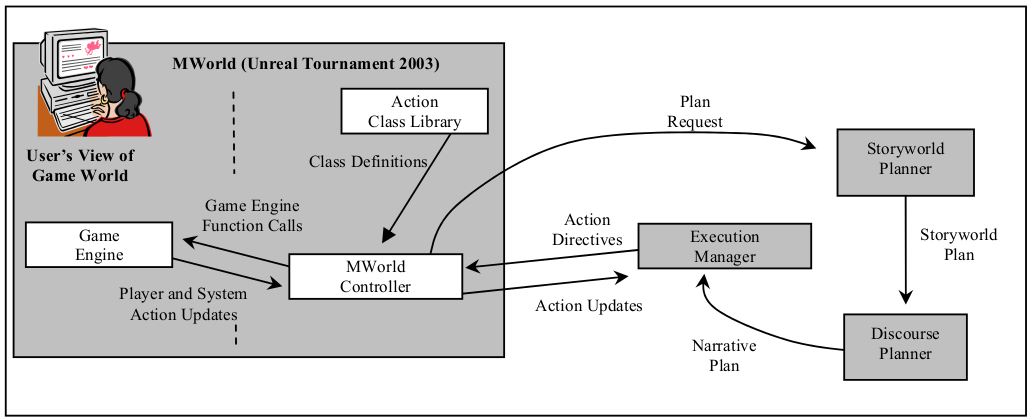 MWorld (Unreal Tournament 2003)
User's View of
Game World
Action
Class Library
Class Definitions
Plan
Request
Storyworld
Planner
Game Engine
Function Calls
Game
Engine
MWorld
Controller
Player and System
Action Updates
Action
Directives
Execution
Manager
Action Updates
Storyworld
Plan
Narrative
Plan
Discourse
Planner